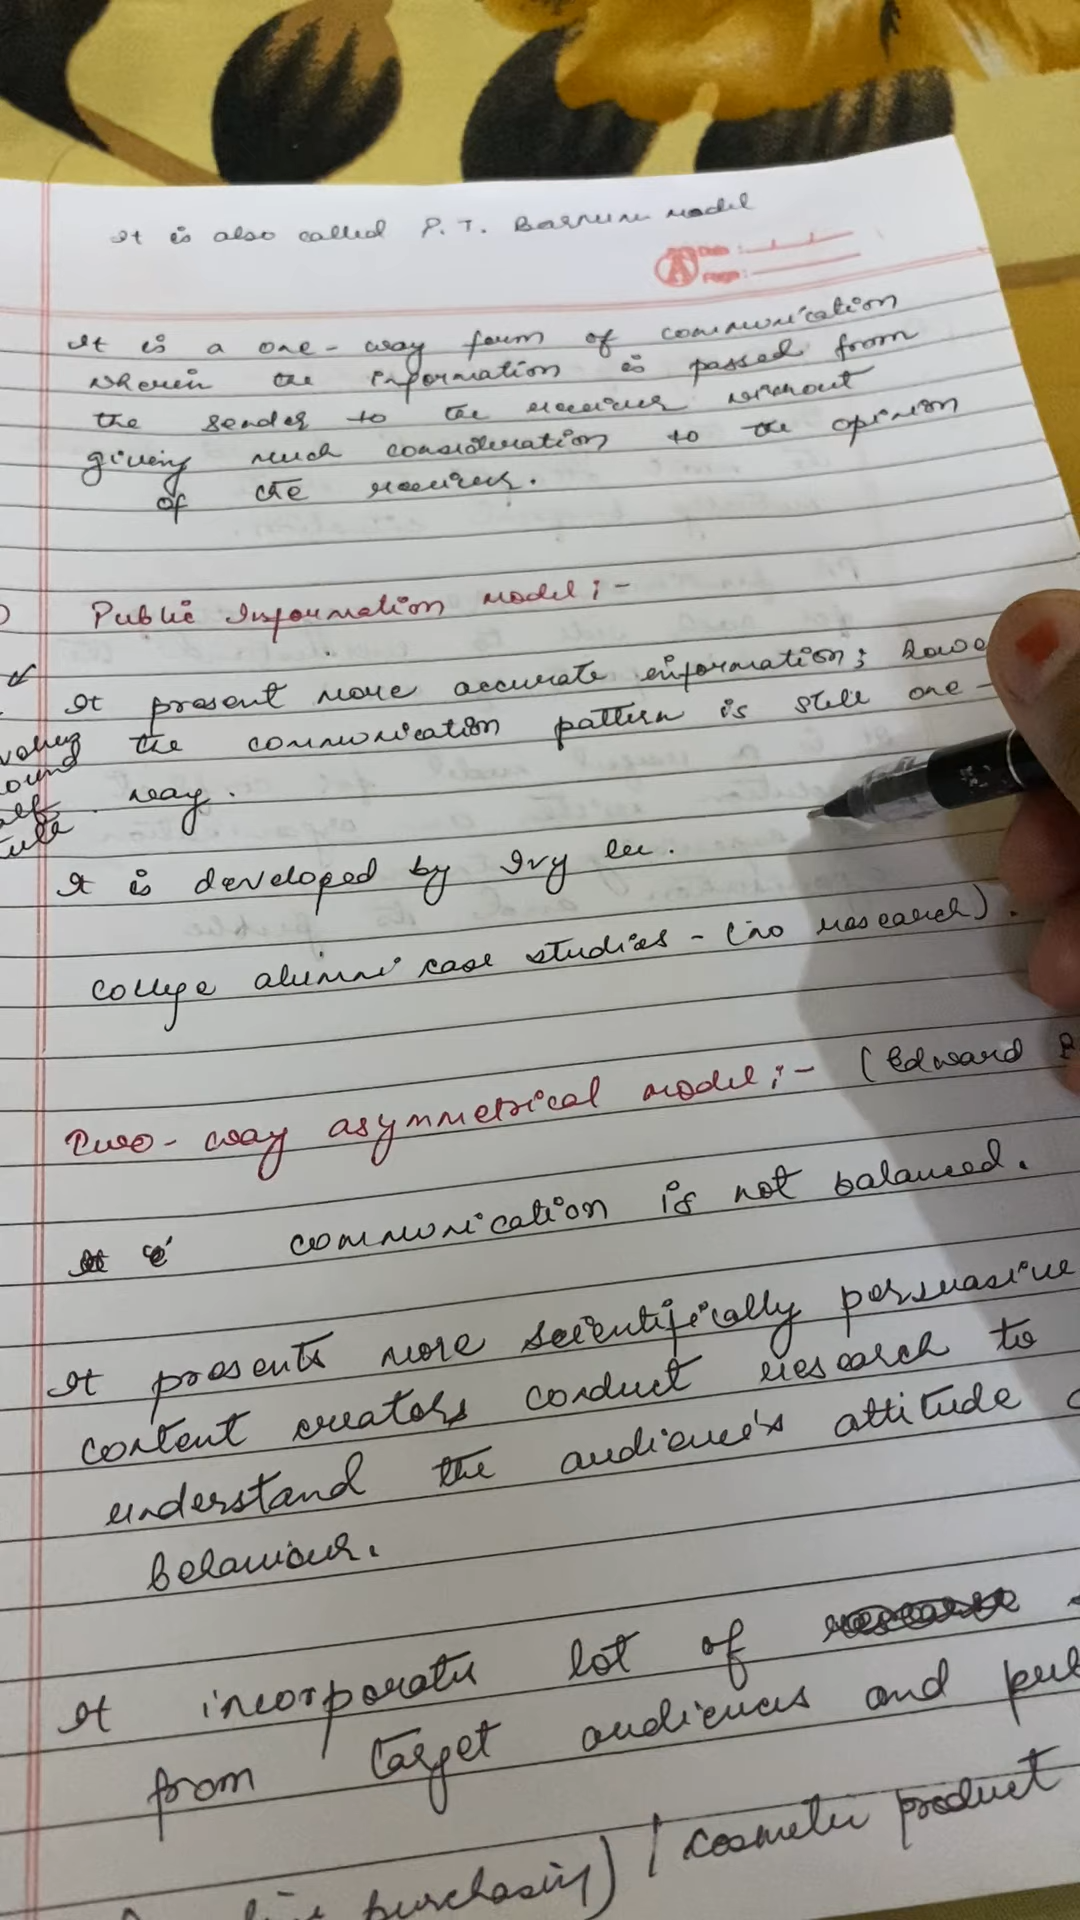 It is also called P. T. Barnum model
Date :
Page :
It is a one-way form of communication
wherein the information is passed from
the sender to the receiver without
giving much consideration to the opinion
of the receiver.
Public Information model :-
It present more accurate information;
the communication pattern is still one-
way.
It is developed by Ivy lee.
College alumni case studies - (no research).
Two-way asymmetrical model :- (Edward
communication is not balanced.
It presents more scientifically persuasive
content creators conduct research to
understand the audience's attitude
behaviour.
It incorporate lot of
from target audiences and
purchasing) / cosmetic product